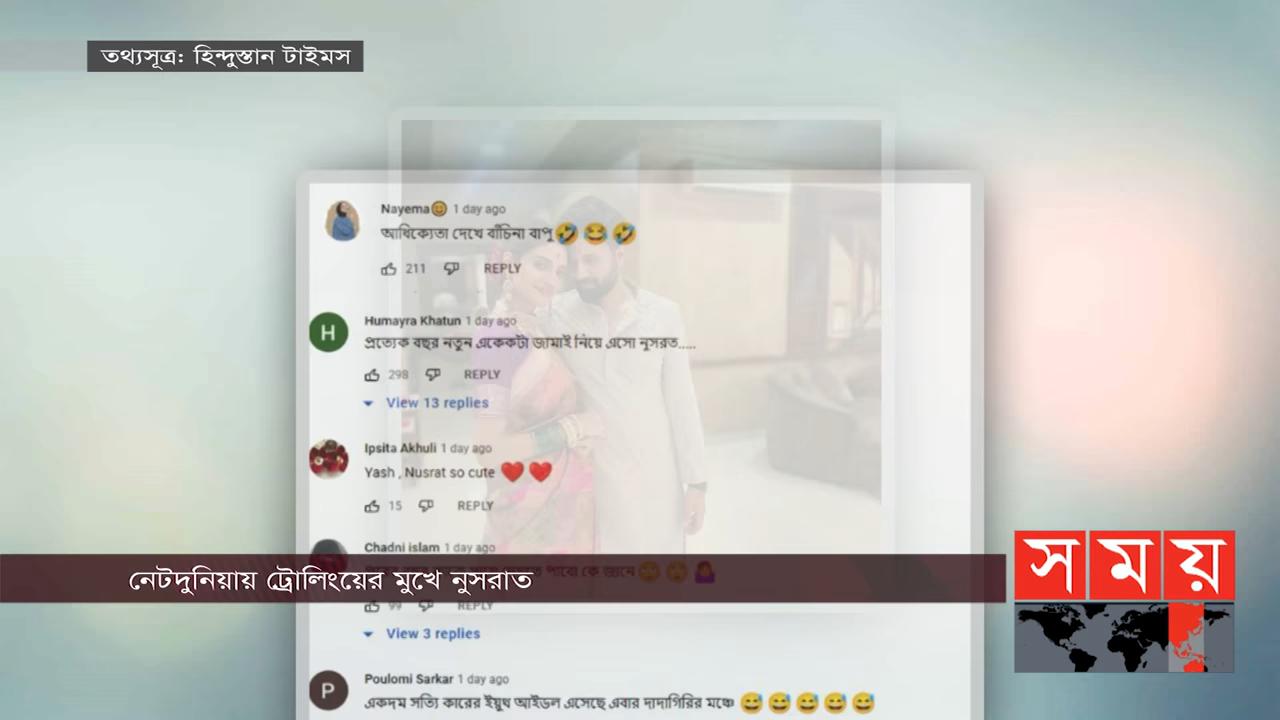 তথ্যসূত্র: হিন্দুস্তান টাইমস
Nayema 1 day ago
আধিক্যেতা দেখে বাঁচিনা বাপু🤣😂🤣
211 REPLY
H
Humayra Khatun 1 day ago
প্রত্যেক বছর নতুন একেকটা জামাই নিয়ে এসো নুসরত.....
298 REPLY
View 13 replies
Ipsita Akhuli 1 day ago
Yash , Nusrat so cute ❤️❤️
15 REPLY
Chadni islam 1 day ago
পাবো কে জানে
নেটদুনিয়ায় ট্রোলিংয়ের মুখে নুসরাত
99 REPLY
View 3 replies
P
Poulomi Sarkar 1 day ago
একদম সত্যি কারের ইয়ুথ আইডল এসেছে এবার দাদাগিরির মঞ্চে 😅😅😅😅😅
সময়